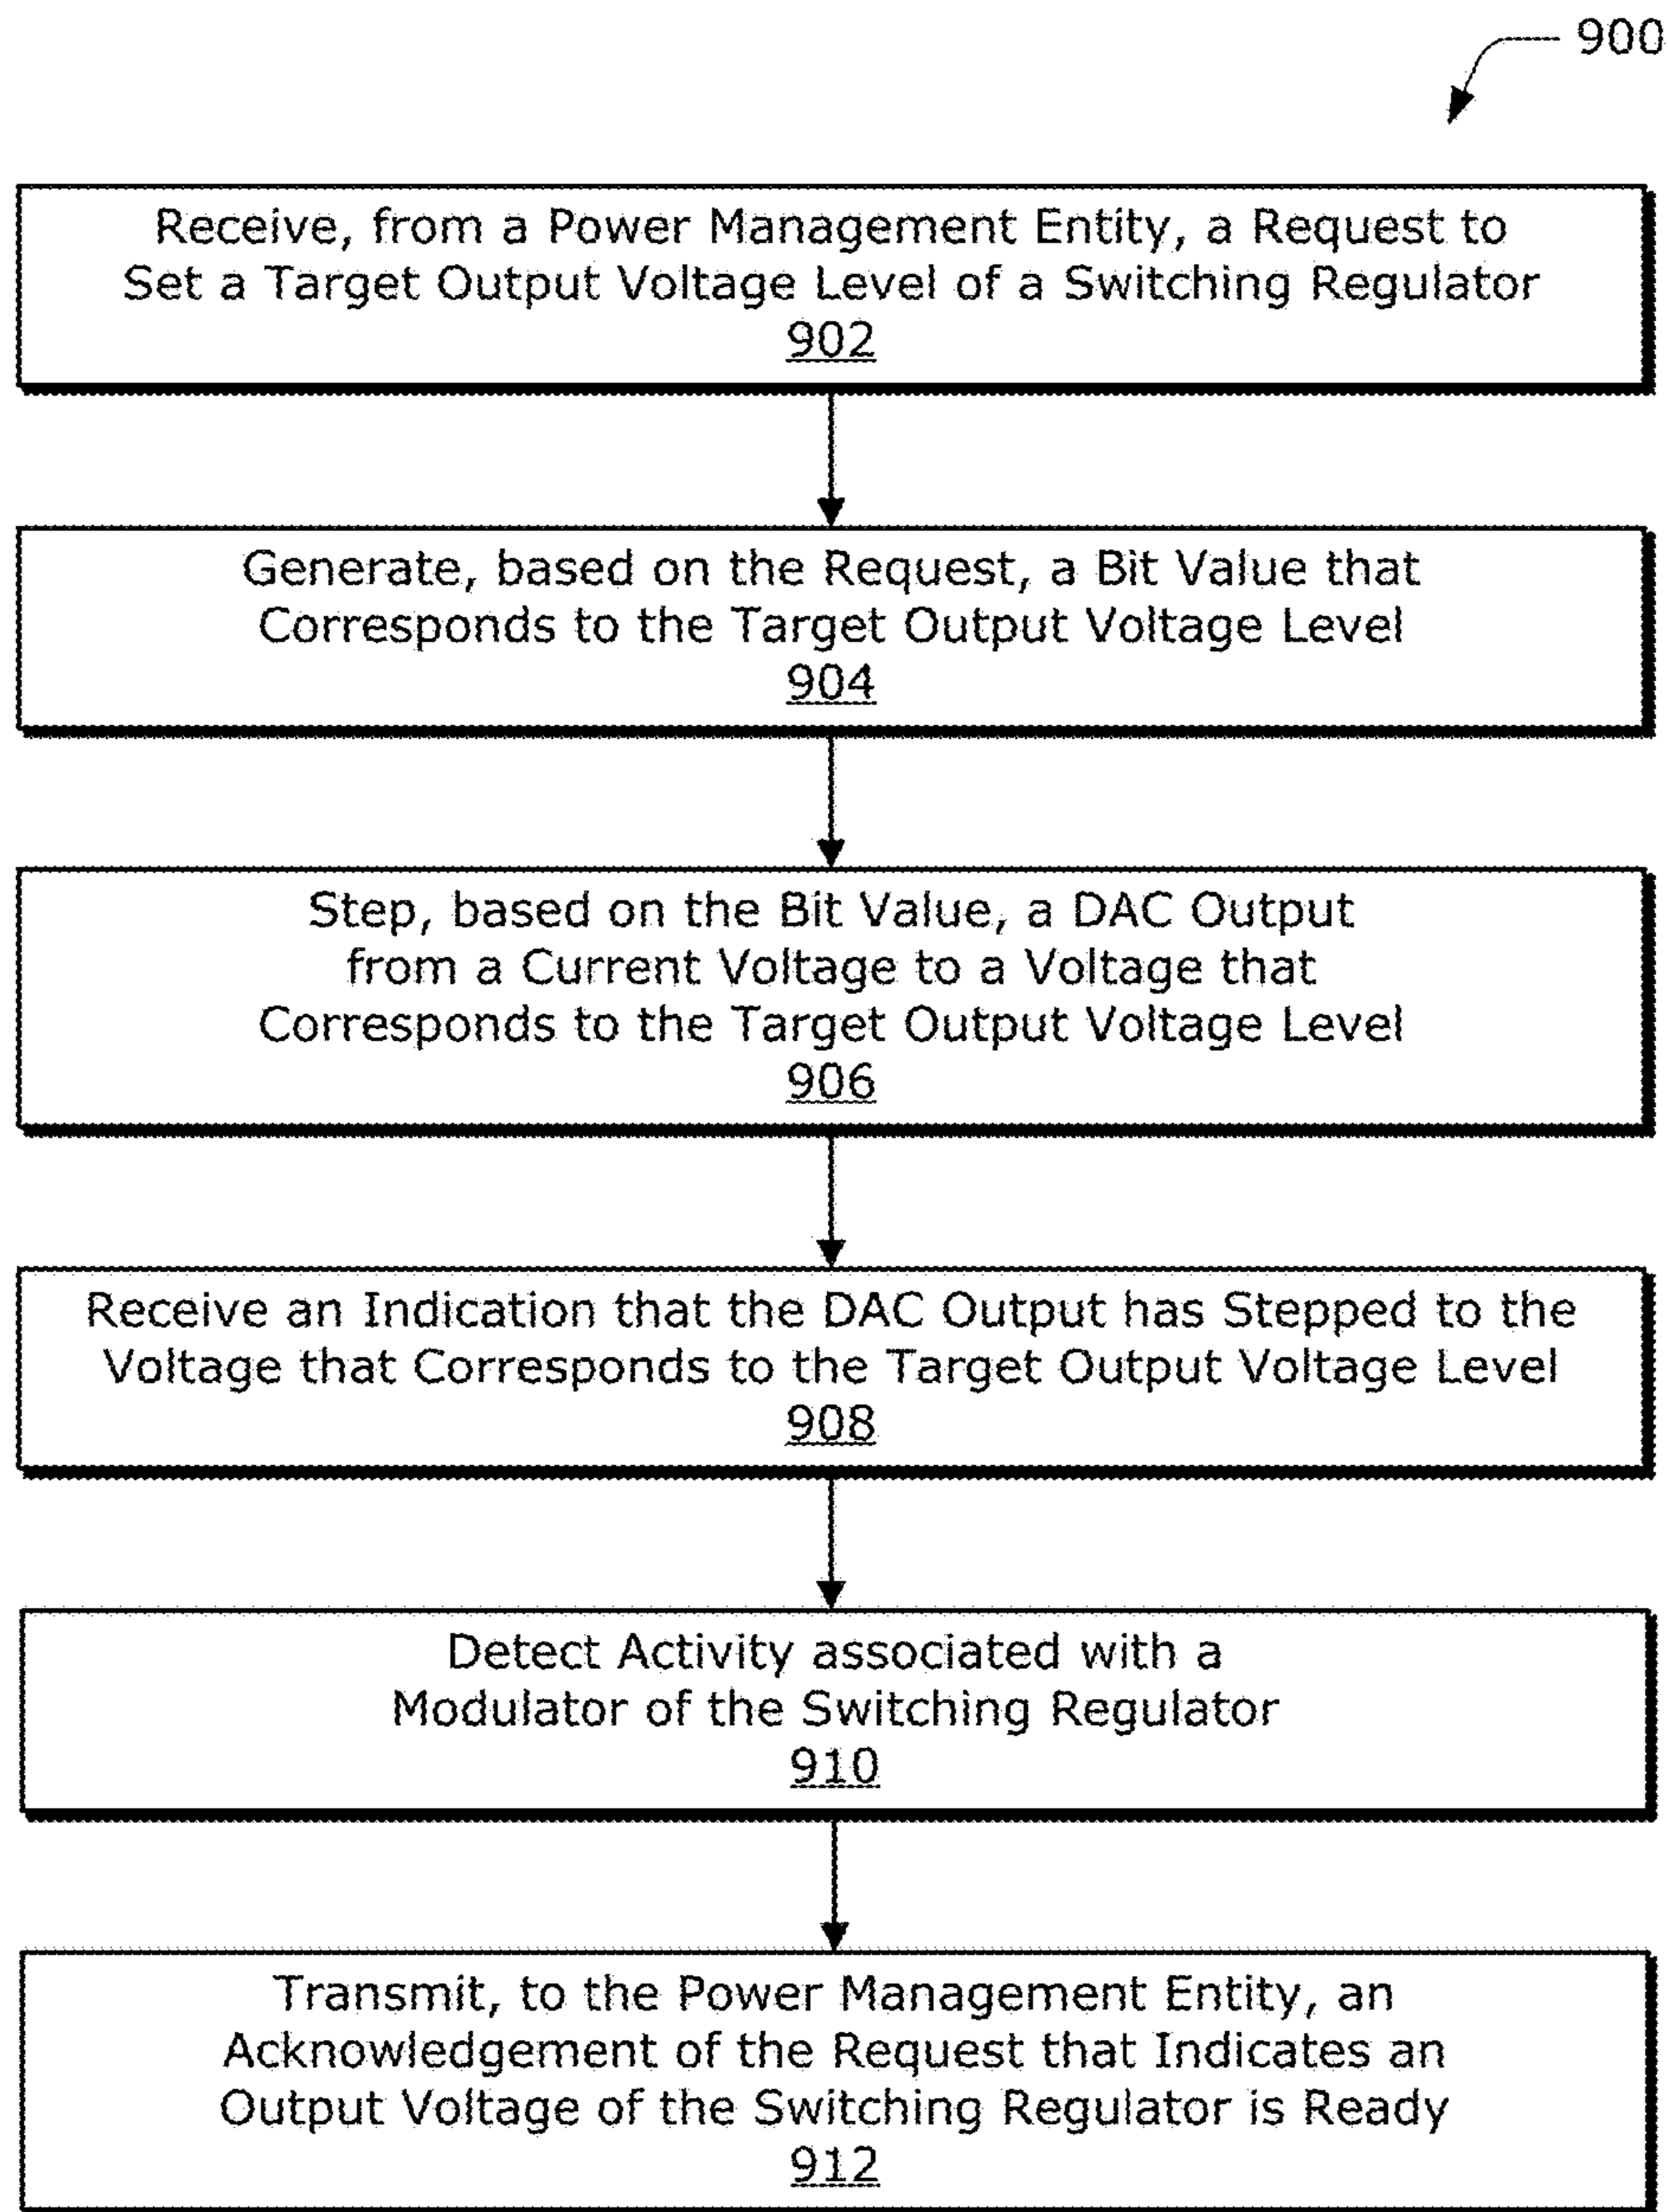 900
Receive, from a Power Management Entity, a Request to
Set a Target Output Voltage Level of a Switching Regulator
902
Generate, based on the Request, a Bit Value that
Corresponds to the Target Output Voltage Level
904
Step, based on the Bit Value, a DAC Output
from a Current Voltage to a Voltage that
Corresponds to the Target Output Voltage Level
906
Receive an Indication that the DAC Output has Stepped to the
Voltage that Corresponds to the Target Output Voltage Level
908
Detect Activity associated with a
Modulator of the Switching Regulator
910
Transmit, to the Power Management Entity, an
Acknowledgement of the Request that Indicates an
Output Voltage of the Switching Regulator is Ready
912